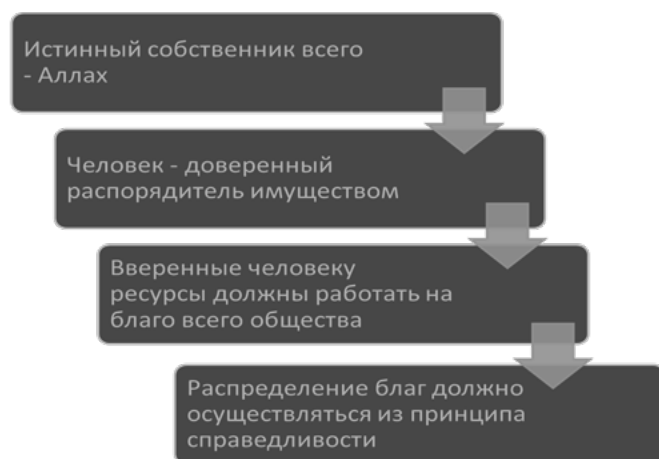 Истинный собственник всего
- Аллах
Человек - доверенный
распорядитель имуществом
Вверенные человеку
ресурсы должны работать на
благо всего общества
Распределение благ должно
осуществляться из принципа
справедливости